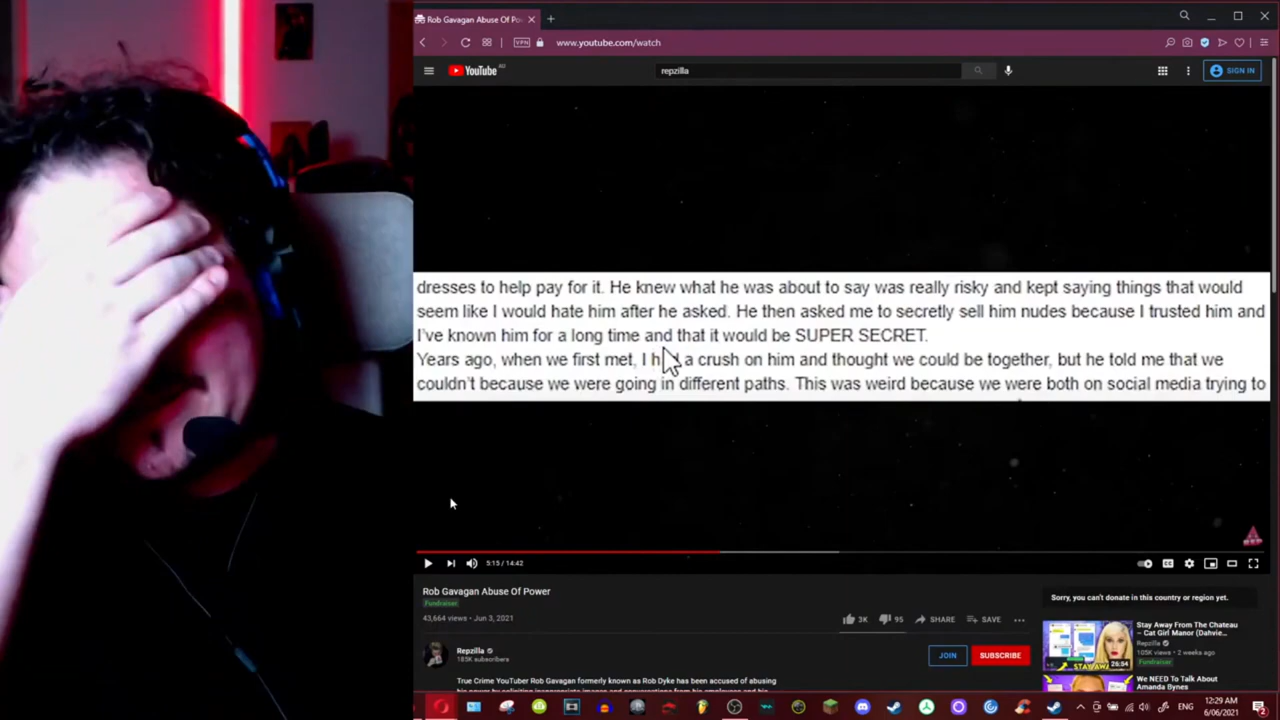 Rob Gavagan Abuse Of Po
VPN
www.youtube.com/watch
YouTube
repzilla
SIGN IN
dresses to help pay for it. He knew what he was about to say was really risky and kept saying things that would
seem like I would hate him after he asked. He then asked me to secretly sell him nudes because I trusted him and
I've known him for a long time and that it would be SUPER SECRET.
Years ago, when we first met, I had a crush on him and thought we could be together, but he told me that we
couldn't because we were going in different paths. This was weird because we were both on social media trying to
5:15 / 14:42
Rob Gavagan Abuse Of Power
Fundraiser
43,664 views • Jun 3, 2021
3K
95
SHARE
SAVE
Repzilla
185K subscribers
JOIN
SUBSCRIBE
True Crime YouTuber Rob Gavagan formerly known as Rob Dyke has been accused of abusing
Sorry, you can't donate in this country or region yet.
Stay Away From The Chateau
– Cat Girl Manor (Dahvie...
Repzilla
105K views • 2 weeks ago
Fundraiser
STAY AWAY
26:54
We NEED To Talk About
Amanda Bynes
12:29 AM
ENG
6/06/2021
2